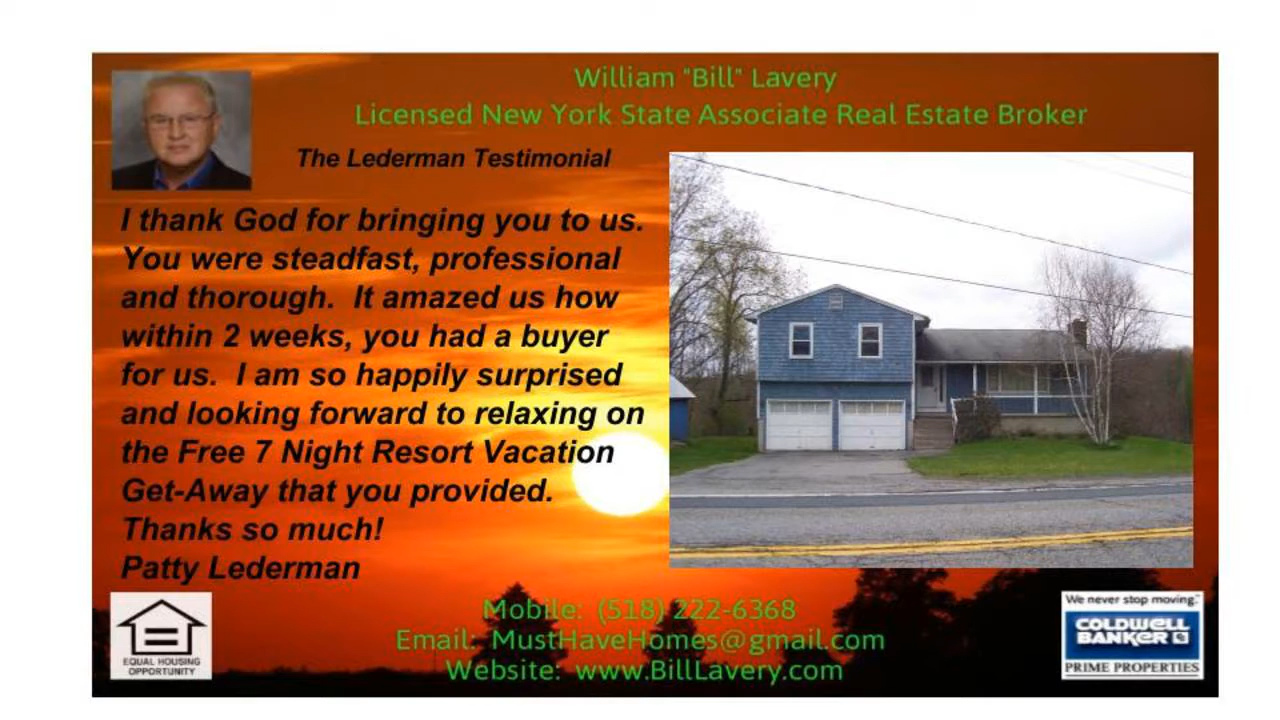 William "Bill" Lavery
Licensed New York State Associate Real Estate Broker
The Lederman Testimonial
I thank God for bringing you to us.
You were steadfast, professional
and thorough.  It amazed us how
within 2 weeks, you had a buyer
for us.  I am so happily surprised
and looking forward to relaxing on
the Free 7 Night Resort Vacation
Get-Away that you provided.
Thanks so much!
Patty Lederman
EQUAL HOUSING
OPPORTUNITY
Mobile:  (518) 222-6368
Email:  MustHaveHomes@gmail.com
Website:  www.BillLavery.com
We never stop moving.™
COLDWELL
BANKER CB
PRIME PROPERTIES